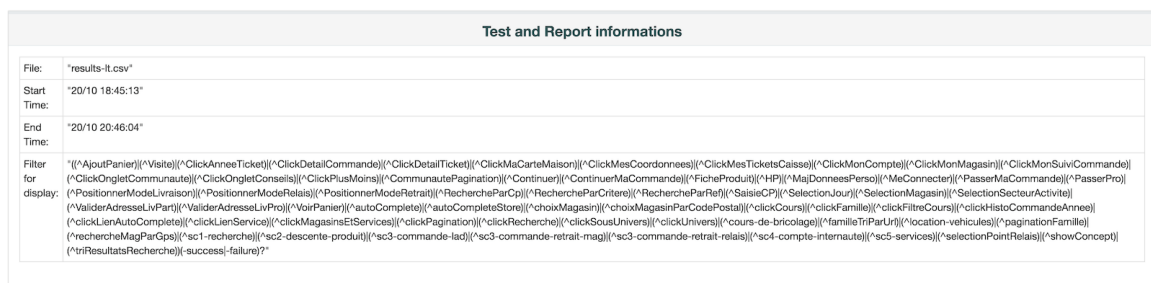 Test and Report informations
File: "results-lt.csv"
Start Time: "20/10 18:45:13"
End Time: "20/10 20:46:04"
Filter for display: "((^AjoutPanier)|(^Visite)|(^ClickAnneeTicket)|(^ClickDetailCommande)|(^ClickDetailTicket)|(^ClickMaCarteMaison)|(^ClickMesCoordonnees)|(^ClickMesTicketsCaisse)|(^ClickMonCompte)|(^ClickMonMagasin)|(^ClickMonSuiviCommande)|
(^ClickOngletCommunaute)|(^ClickOngletConseils)|(^ClickPlusMoins)|(^CommunautePagination)|(^Continuer)|(^ContinuerMaCommande)|(^FicheProduit)|(^HP)|(^MajDonneesPerso)|(^MeConnecter)|(^PasserMaCommande)|(^PasserPro)|
(^PositionnerModeLivraison)|(^PositionnerModeRelais)|(^PositionnerModeRetrait)|(^RechercheParCp)|(^RechercheParCritere)|(^RechercheParRef)|(^SaisieCP)|(^SelectionJour)|(^SelectionMagasin)|(^SelectionSecteurActivite)|
(^ValiderAdresseLivPart)|(^ValiderAdresseLivPro)|(^VoirPanier)|(^autoComplete)|(^autoCompleteStore)|(^choixMagasin)|(^choixMagasinParCodePostal)|(^clickCours)|(^clickFamille)|(^clickFiltreCours)|(^clickHistoCommandeAnnee)|
(^clickLienAutoComplete)|(^clickLienService)|(^clickMagasinsEtServices)|(^clickPagination)|(^clickRecherche)|(^clickSousUnivers)|(^clickUnivers)|(^cours-de-bricolage)|(^familleTriParUrl)|(^location-vehicules)|(^paginationFamille)|
(^rechercheMagParGps)|(^sc1-recherche)|(^sc2-descente-produit)|(^sc3-commande-lad)|(^sc3-commande-retrait-mag)|(^sc3-commande-retrait-relais)|(^sc4-compte-internaute)|(^sc5-services)|(^selectionPointRelais)|(^showConcept)|
(^triResultatsRecherche))(-success|-failure)?"